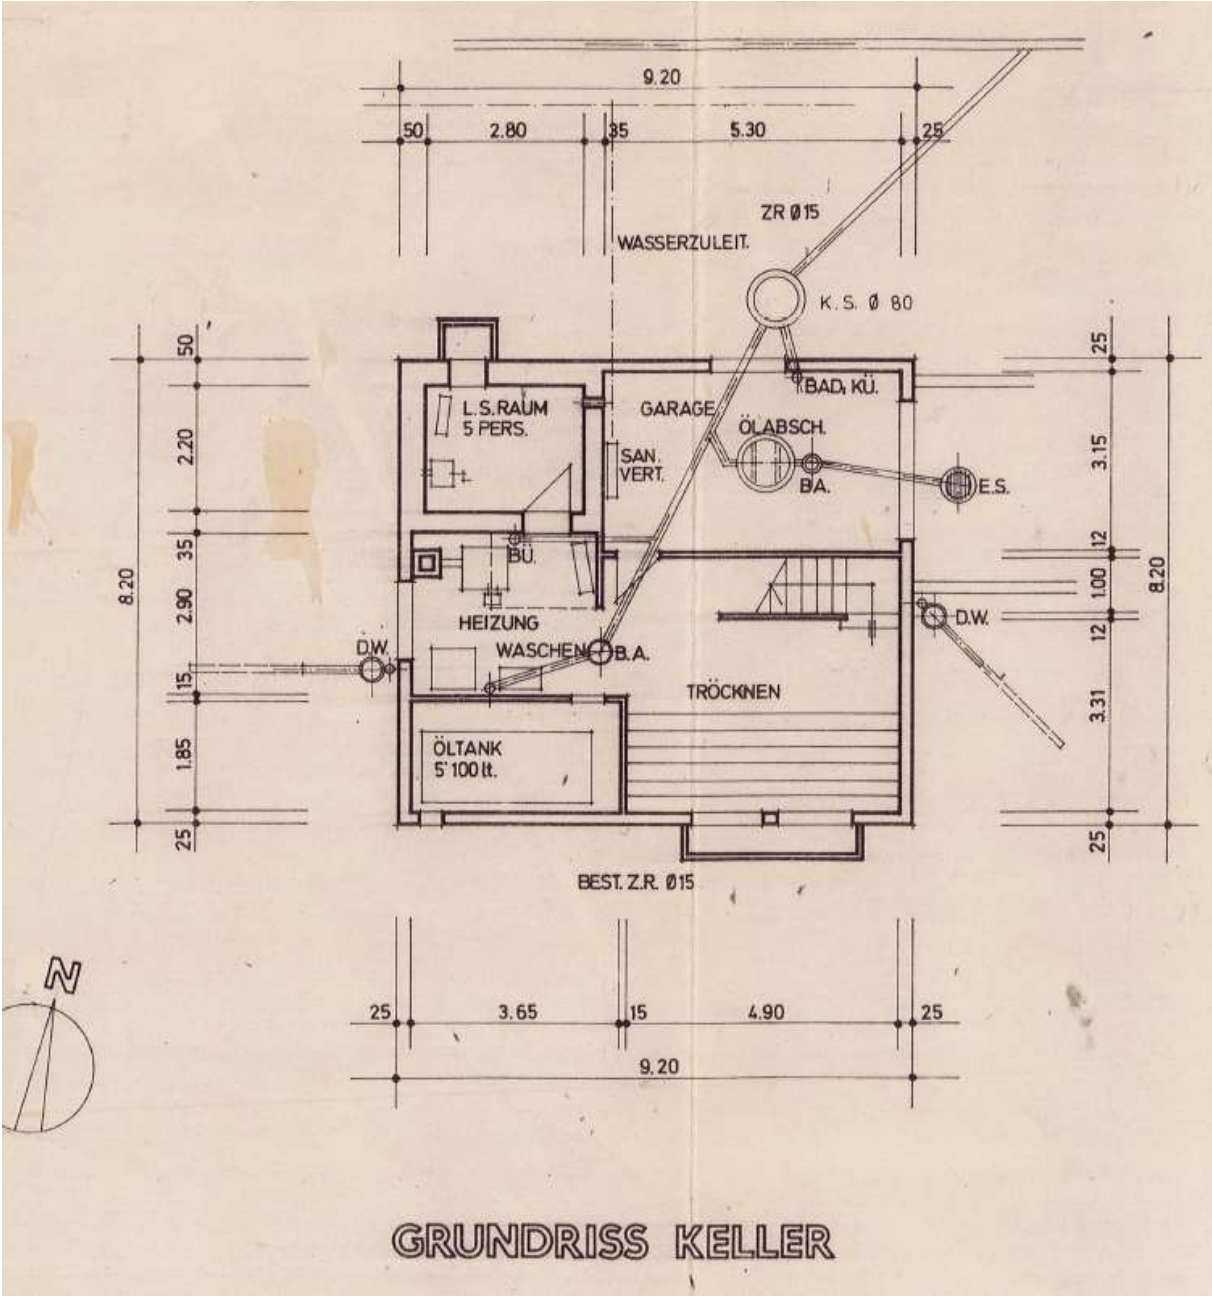 9.20
50 2.80 35 5.30 25
ZR Ø15
WASSERZULEIT.
K.S. Ø 80
50
25
L.S.RAUM
5 PERS.
GARAGE
BAD, KÜ.
ÖLABSCH.
SAN.
VERT.
B.A.
E.S.
2.20
3.15
BÜ.
35
12
8.20
2.90
1.00
8.20
HEIZUNG
D.W.
12
D.W.
WASCHEN
B.A.
15
TRÖCKNEN
3.31
ÖLTANK
5'100 lt.
1.85
25
25
BEST. Z.R. Ø15
N
25 3.65 15 4.90 25
9.20
GRUNDRISS KELLER